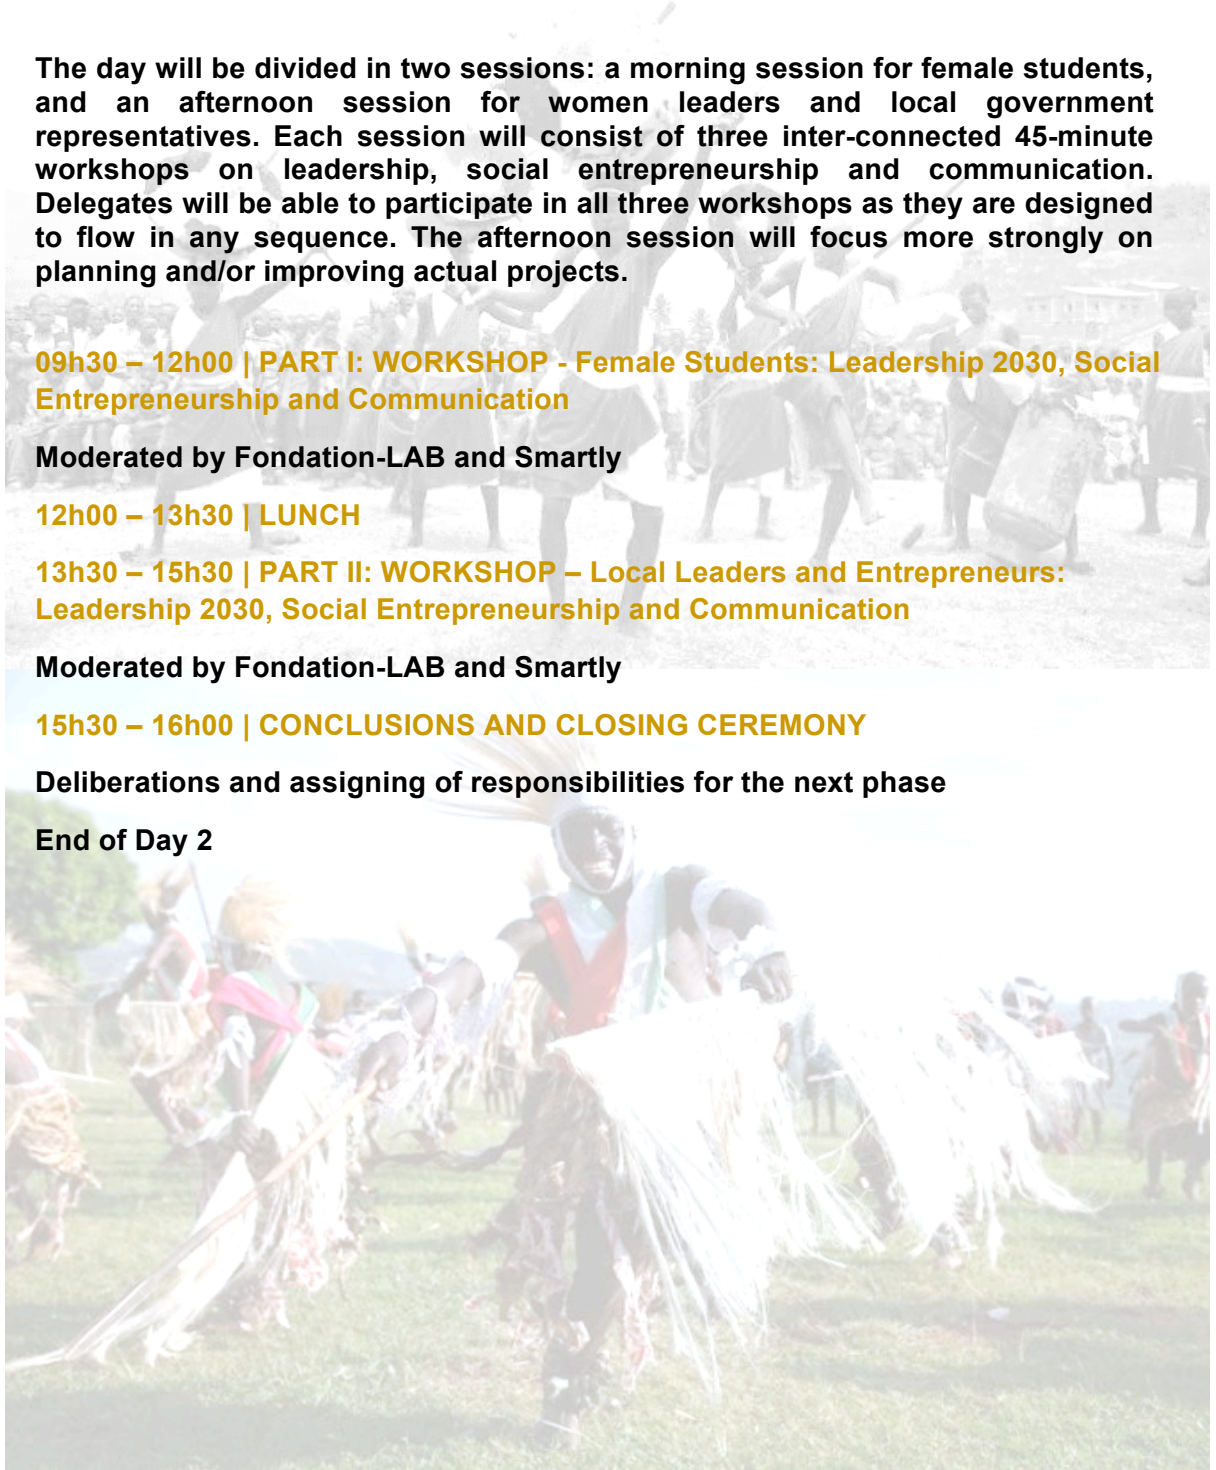 The day will be divided in two sessions: a morning session for female students,
and an afternoon session for women leaders and local government
representatives. Each session will consist of three inter-connected 45-minute
workshops on leadership, social entrepreneurship and communication.
Delegates will be able to participate in all three workshops as they are designed
to flow in any sequence. The afternoon session will focus more strongly on
planning and/or improving actual projects.
09h30 – 12h00 | PART I: WORKSHOP - Female Students: Leadership 2030, Social
Entrepreneurship and Communication
Moderated by Fondation-LAB and Smartly
12h00 – 13h30 | LUNCH
13h30 – 15h30 | PART II: WORKSHOP – Local Leaders and Entrepreneurs:
Leadership 2030, Social Entrepreneurship and Communication
Moderated by Fondation-LAB and Smartly
15h30 – 16h00 | CONCLUSIONS AND CLOSING CEREMONY
Deliberations and assigning of responsibilities for the next phase
End of Day 2